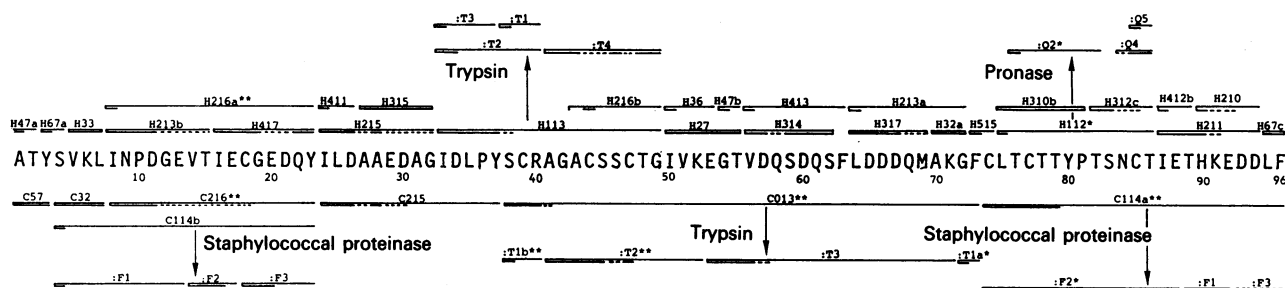 :T3 :T1 :Q5
:T2 :T4 :Q2* :Q4
Trypsin Pronase
H216a** H411 H315 H216b H36 H47b H413 H213a H310b H312c H412b H210
H47a H67a H33 H213b H417 H215 H113 H27 H314 H317 H32a H515 H112* H211 H67c
ATYSVKLINPDGEVTIECGEDQYILDAAEDAGIDLPYSCRAGACSSCTGIVKEGTVDQSDQSFLDDDQMAKGFCLTCTTYPTSNCTIETHKEDDLF
10 20 30 40 50 60 70 80 90 96
C57 C32 C216** C215 C013** C114a**
C114b
Staphylococcal proteinase Trypsin Staphylococcal proteinase
:T1b** :T2** :T3 :T1a*
:F1 :F2 :F3 :F2* :F1 :F3